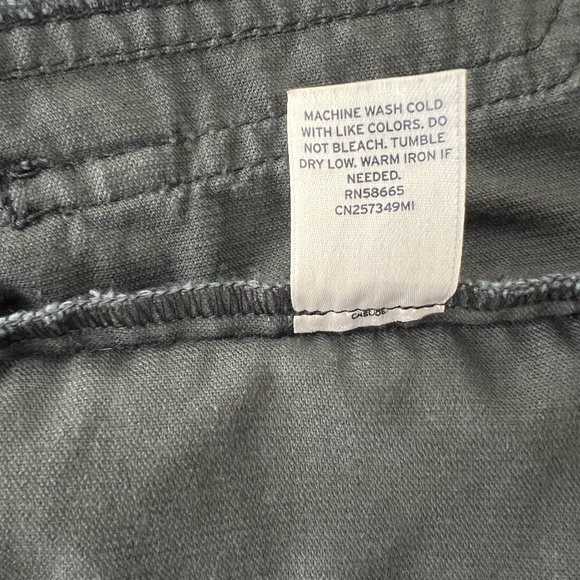 MACHINE WASH COLD
WITH LIKE COLORS. DO
NOT BLEACH. TUMBLE
DRY LOW. WARM IRON IF
NEEDED.
RN58665
CN257349MI